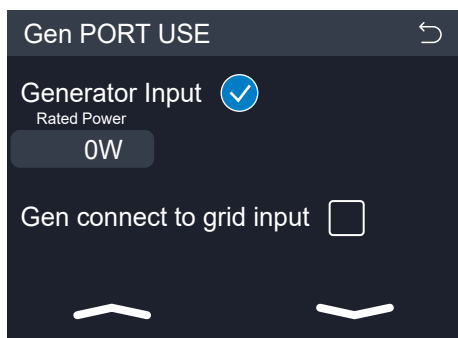 Gen PORT USE
Generator Input
Rated Power
0W
Gen connect to grid input